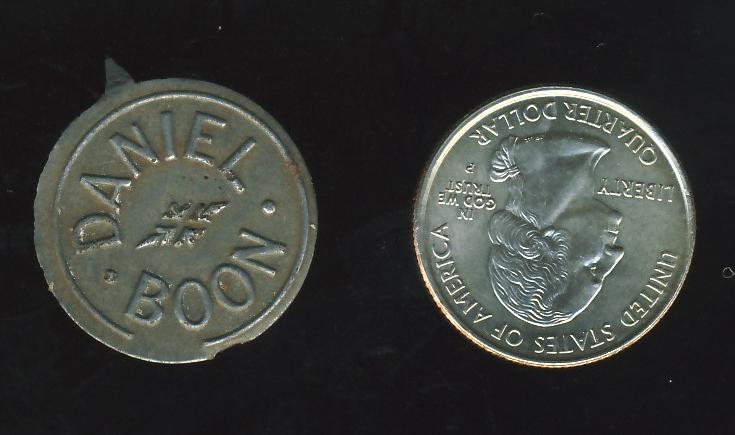 DANIEL
BOON
UNITED STATES OF AMERICA
LIBERTY
IN
GOD WE
TRUST
P
QUARTER DOLLAR